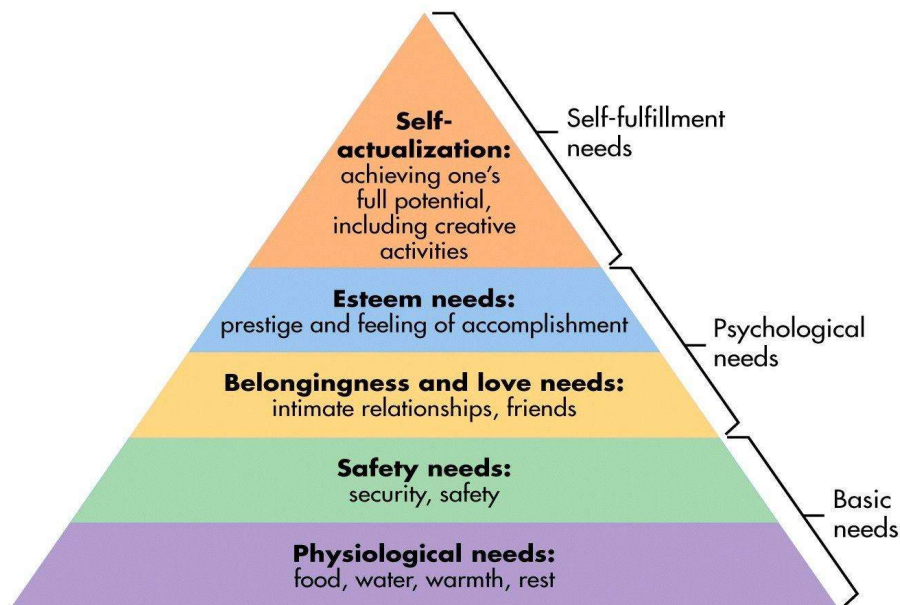 Self-
actualization:
achieving one's
full potential,
including creative
activities
Self-fulfillment
needs
Esteem needs:
prestige and feeling of accomplishment
Psychological
needs
Belongingness and love needs:
intimate relationships, friends
Safety needs:
security, safety
Basic
needs
Physiological needs:
food, water, warmth, rest